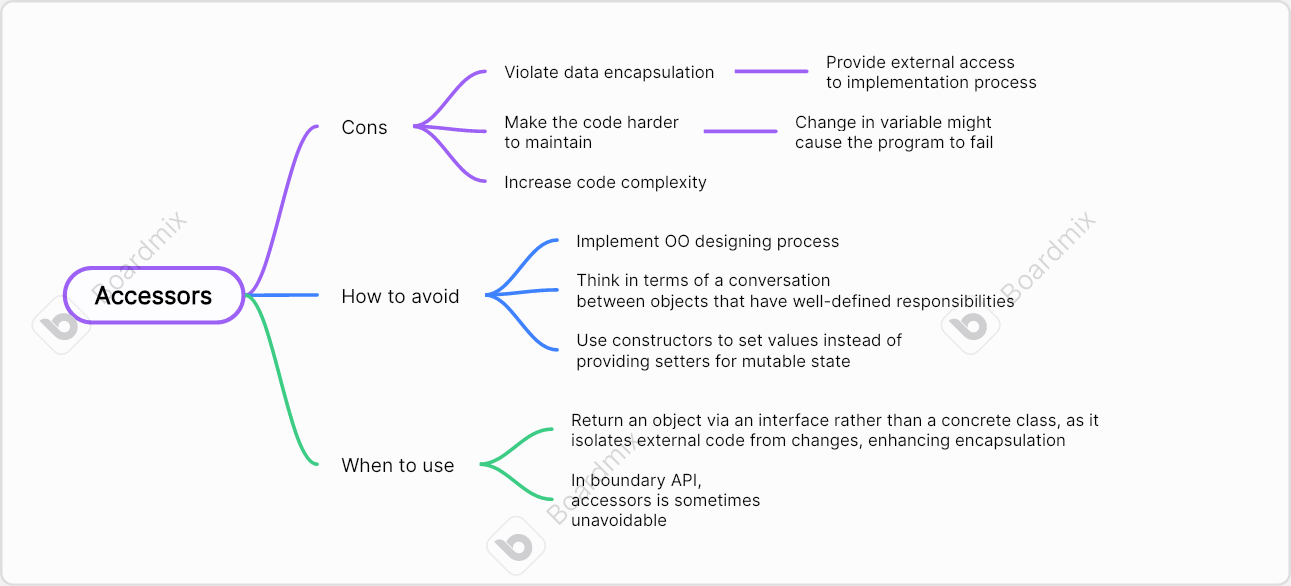 Accessors
Cons
Violate data encapsulation
Provide external access
to implementation process
Make the code harder
to maintain
Change in variable might
cause the program to fail
Increase code complexity
How to avoid
Implement OO designing process
Think in terms of a conversation
between objects that have well-defined responsibilities
Use constructors to set values instead of
providing setters for mutable state
When to use
Return an object via an interface rather than a concrete class, as it
isolates external code from changes, enhancing encapsulation
In boundary API,
accessors is sometimes
unavoidable
Boardmix
Boardmix
Boardmix